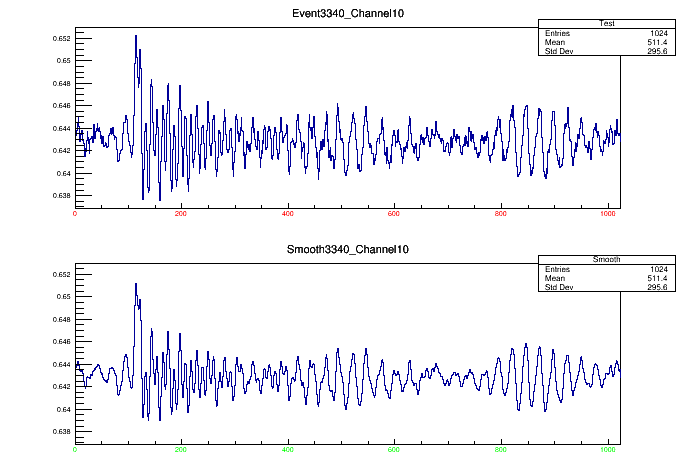 Event3340_Channel10
Test
Entries 1024
Mean 511.4
Std Dev 295.6
0.652
0.65
0.648
0.646
0.644
0.642
0.64
0.638
0 200 400 600 800 1000
Smooth3340_Channel10
Smooth
Entries 1024
Mean 511.4
Std Dev 295.6
0.652
0.65
0.648
0.646
0.644
0.642
0.64
0.638
0 200 400 600 800 1000